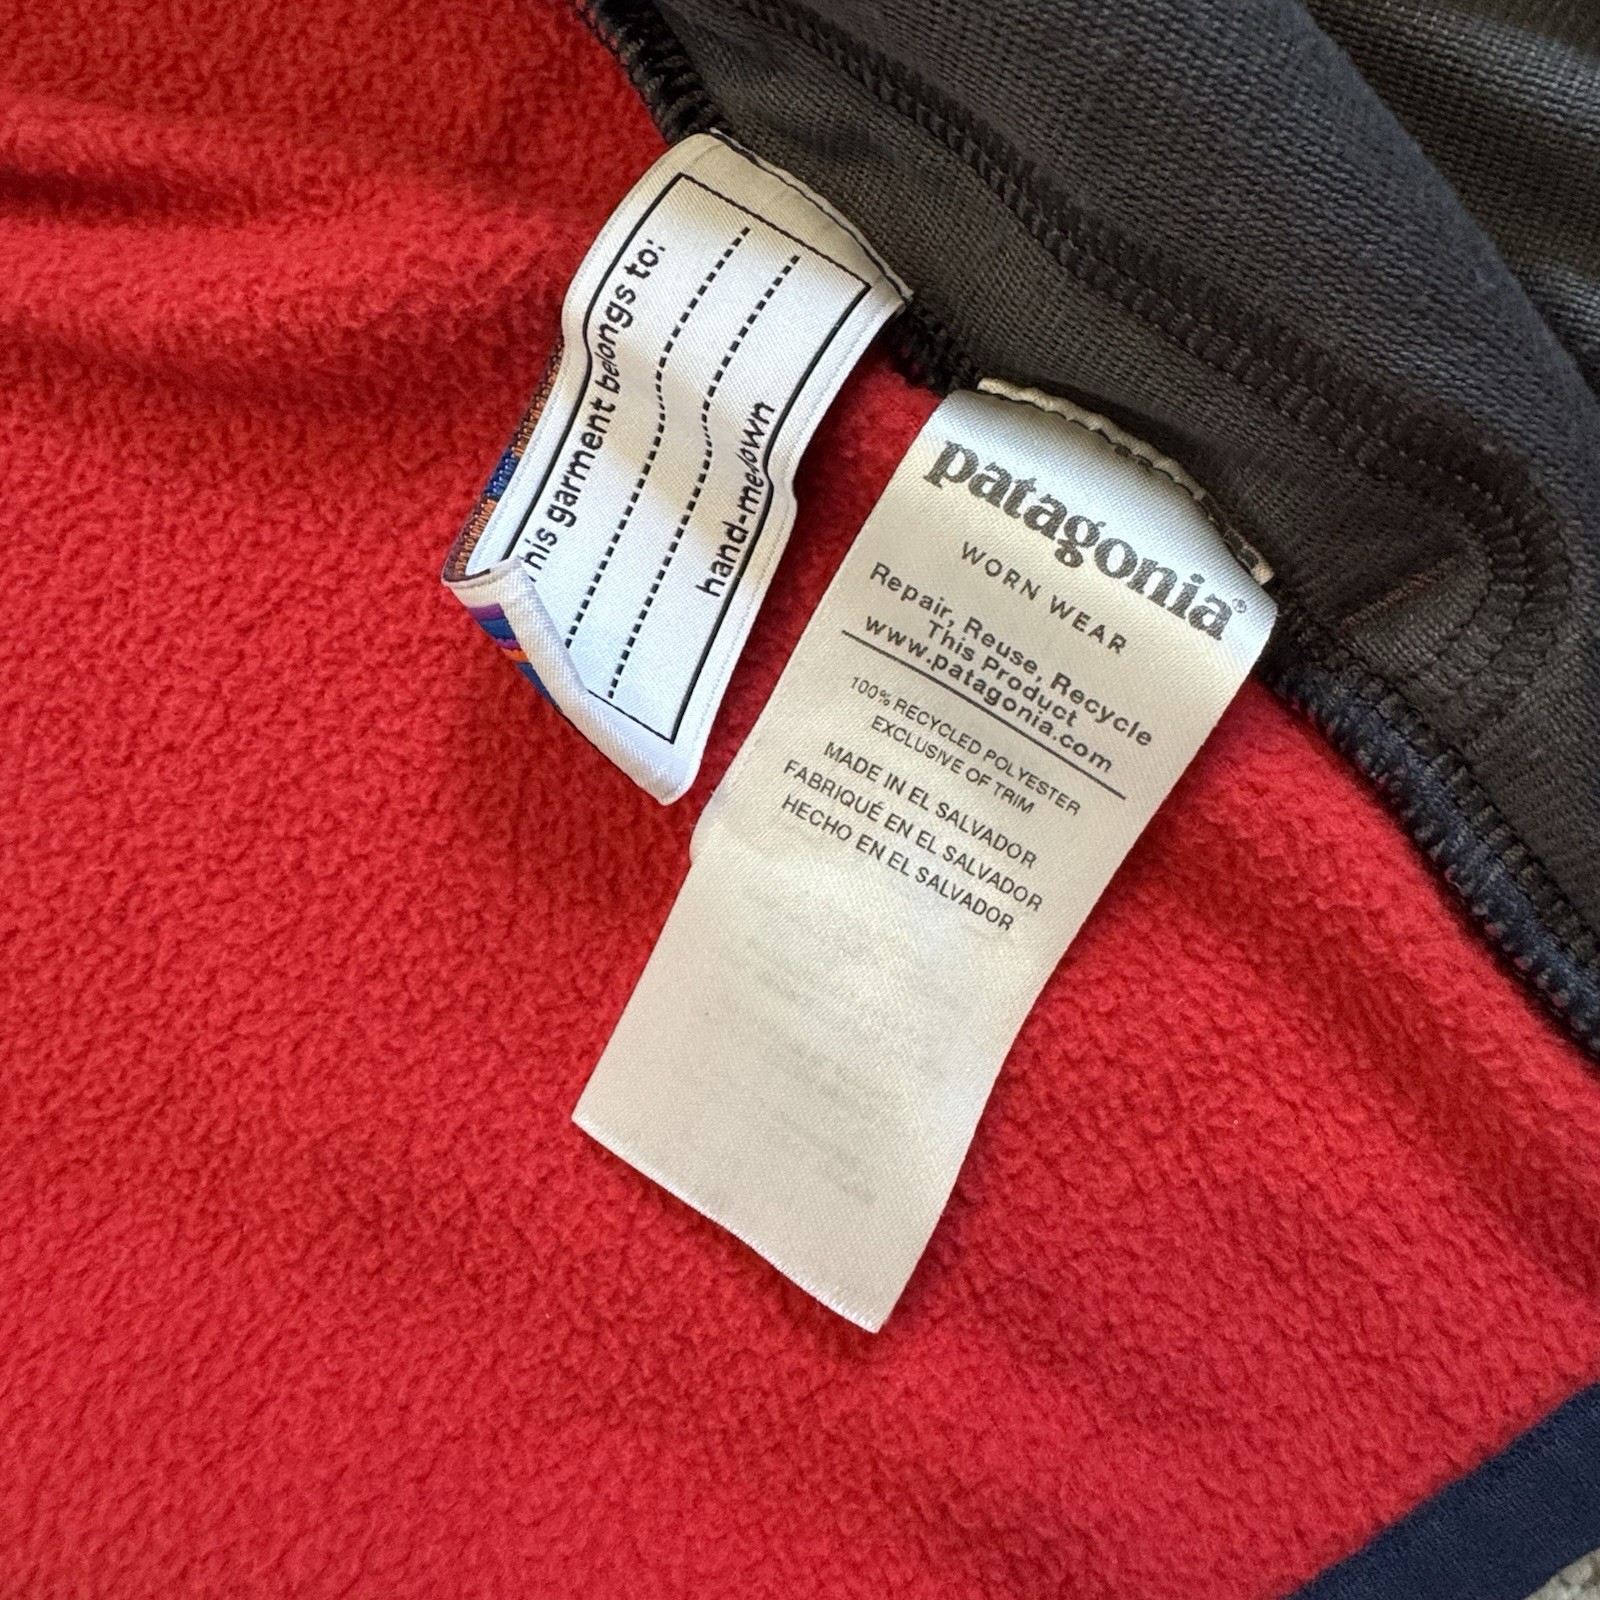 This garment belongs to:
hand-me-down
patagonia®
WORN WEAR
Repair, Reuse, Recycle
This Product
www.patagonia.com
100% RECYCLED POLYESTER
EXCLUSIVE OF TRIM
MADE IN EL SALVADOR
FABRIQUÉ EN EL SALVADOR
HECHO EN EL SALVADOR